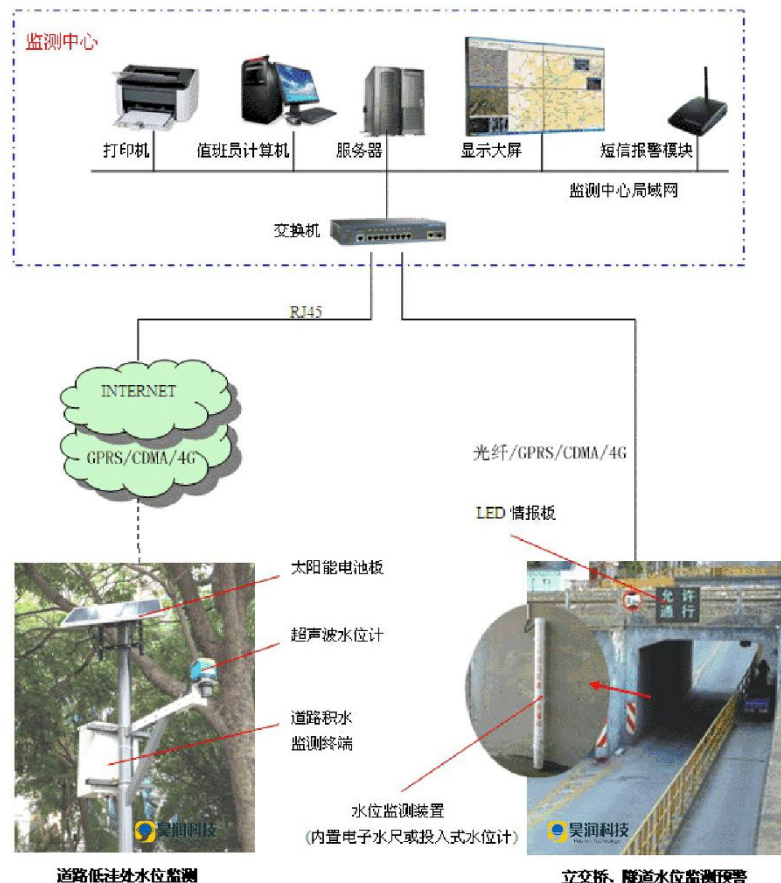 监测中心
打印机
值班员计算机
服务器
显示大屏
短信报警模块
监测中心局域网
交换机
RJ45
INTERNET
GPRS/CDMA/4G
光纤/GPRS/CDMA/4G
LED 情报板
太阳能电池板
超声波水位计
道路积水
监测终端
允许
通行
水位监测装置
(内置电子水尺或投入式水位计)
昊润科技
昊润科技
道路低洼处水位监测
立交桥、隧道水位监测预警